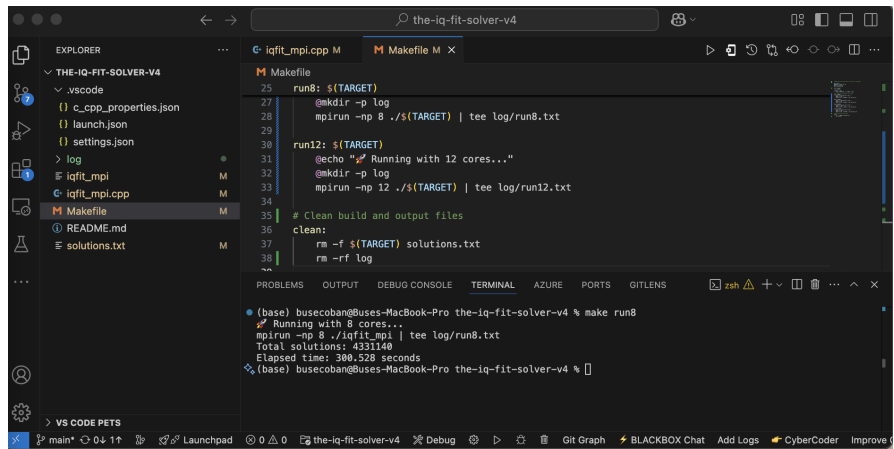 the-iq-fit-solver-v4
EXPLORER
THE-IQ-FIT-SOLVER-V4
.vscode
{} c_cpp_properties.json
{} launch.json
{} settings.json
log
iqfit_mpi M
iqfit_mpi.cpp M
Makefile M
README.md
solutions.txt M
VS CODE PETS
7
1
iqfit_mpi.cpp M
Makefile M
Makefile
25 run8: $(TARGET)
27 @mkdir -p log
28 mpirun -np 8 ./$(TARGET) | tee log/run8.txt
29
30 run12: $(TARGET)
31 @echo "🚀 Running with 12 cores..."
32 @mkdir -p log
33 mpirun -np 12 ./$(TARGET) | tee log/run12.txt
34
35 # Clean build and output files
36 clean:
37 rm -f $(TARGET) solutions.txt
38 rm -rf log
PROBLEMS OUTPUT DEBUG CONSOLE TERMINAL AZURE PORTS GITLENS
zsh
(base) busecoban@Buses-MacBook-Pro the-iq-fit-solver-v4 % make run8
🚀 Running with 8 cores...
mpirun -np 8 ./iqfit_mpi | tee log/run8.txt
Total solutions: 4331140
Elapsed time: 300.528 seconds
(base) busecoban@Buses-MacBook-Pro the-iq-fit-solver-v4 %
main* 0↓ 1↑ Launchpad 0 0 the-iq-fit-solver-v4 Debug Git Graph BLACKBOX Chat Add Logs CyberCoder Improve